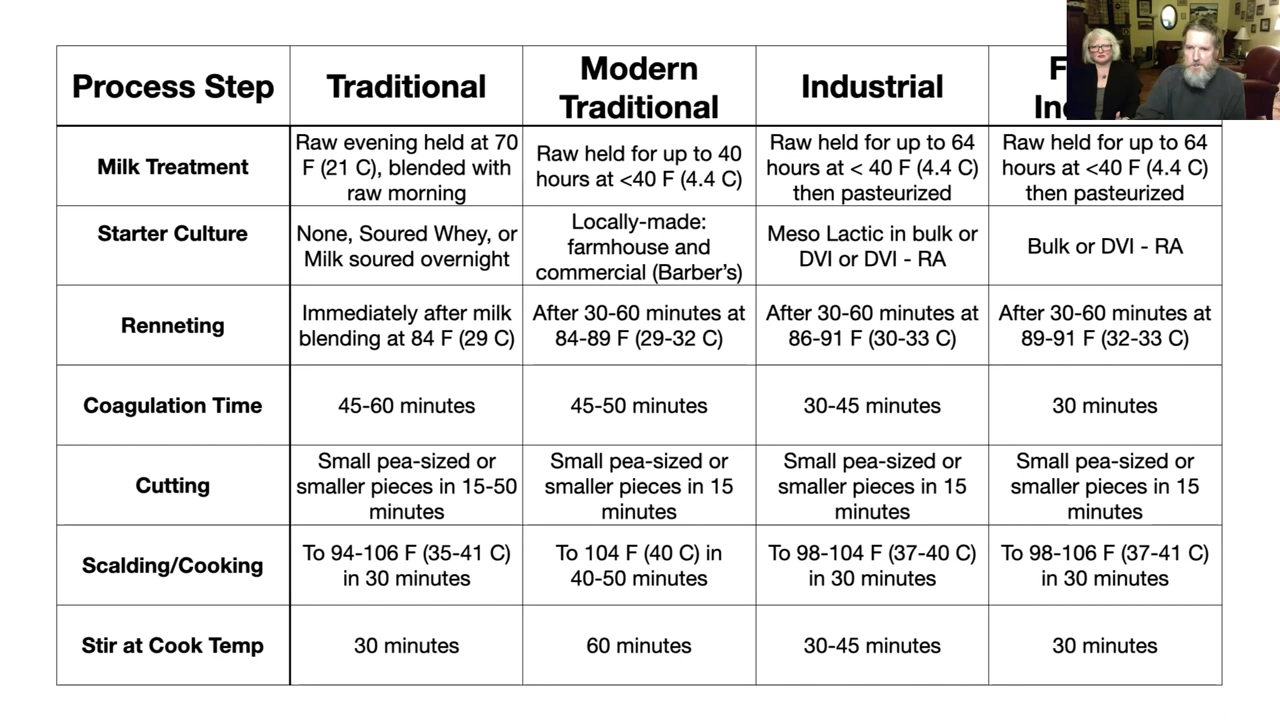 Process Step
Traditional
Modern
Traditional
Industrial
F
In
Milk Treatment
Raw evening held at 70
F (21 C), blended with
raw morning
Raw held for up to 40
hours at <40 F (4.4 C)
Raw held for up to 64
hours at < 40 F (4.4 C)
then pasteurized
Raw held for up to 64
hours at <40 F (4.4 C)
then pasteurized
Starter Culture
None, Soured Whey, or
Milk soured overnight
Locally-made:
farmhouse and
commercial (Barber's)
Meso Lactic in bulk or
DVI or DVI - RA
Bulk or DVI - RA
Renneting
Immediately after milk
blending at 84 F (29 C)
After 30-60 minutes at
84-89 F (29-32 C)
After 30-60 minutes at
86-91 F (30-33 C)
After 30-60 minutes at
89-91 F (32-33 C)
Coagulation Time
45-60 minutes
45-50 minutes
30-45 minutes
30 minutes
Cutting
Small pea-sized or
smaller pieces in 15-50
minutes
Small pea-sized or
smaller pieces in 15
minutes
Small pea-sized or
smaller pieces in 15
minutes
Small pea-sized or
smaller pieces in 15
minutes
Scalding/Cooking
To 94-106 F (35-41 C)
in 30 minutes
To 104 F (40 C) in
40-50 minutes
To 98-104 F (37-40 C)
in 30 minutes
To 98-106 F (37-41 C)
in 30 minutes
Stir at Cook Temp
30 minutes
60 minutes
30-45 minutes
30 minutes